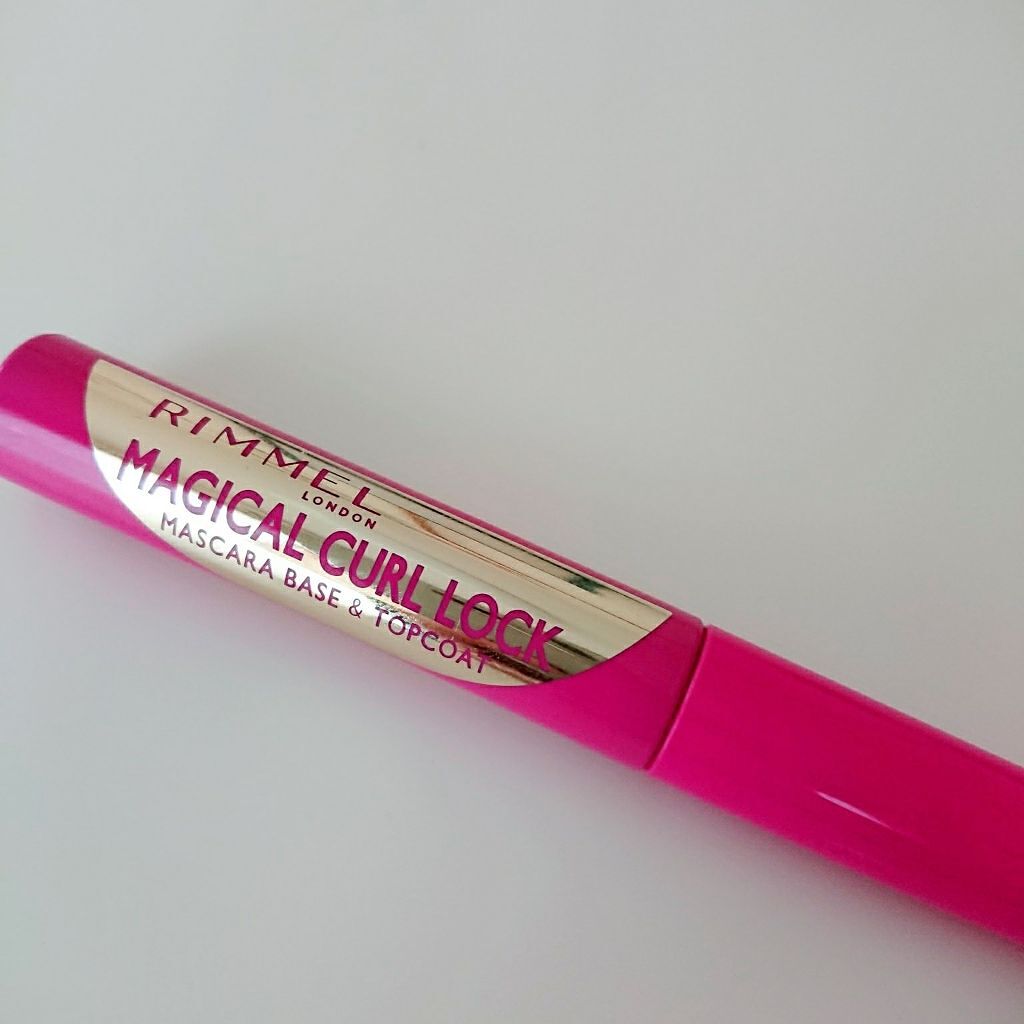 RIMMEL
LONDON
MAGICAL CURL LOCK
MASCARA BASE & TOPCOAT